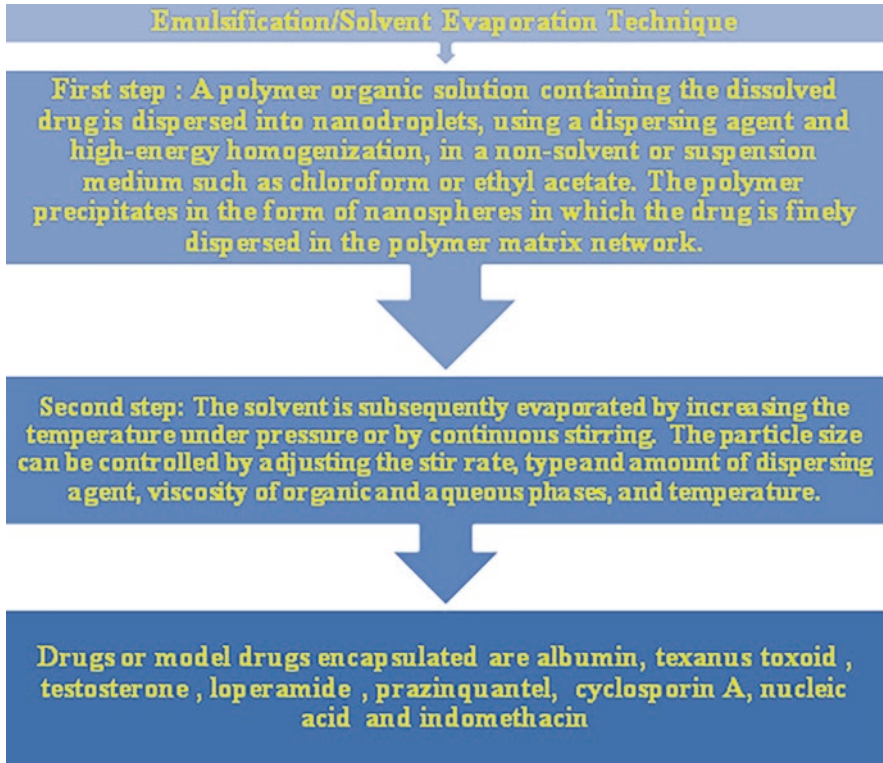 Emulsification/Solvent Evaporation Technique
First step : A polymer organic solution containing the dissolved
drug is dispersed into nanodroplets, using a dispersing agent and
high-energy homogenization, in a non-solvent or suspension
medium such as chloroform or ethyl acetate. The polymer
precipitates in the form of nanospheres in which the drug is finely
dispersed in the polymer matrix network.
Second step: The solvent is subsequently evaporated by increasing the
temperature under pressure or by continuous stirring. The particle size
can be controlled by adjusting the stir rate, type and amount of dispersing
agent, viscosity of organic and aqueous phases, and temperature.
Drugs or model drugs encapsulated are albumin, texanus toxoid ,
testosterone , loperamide , prazinquantel, cyclosporin A, nucleic
acid and indomethacin